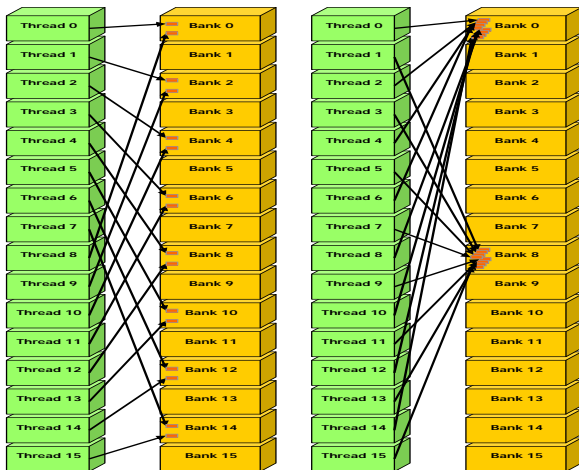 Thread 0 Bank 0 Thread 0 Bank 0
Thread 1 Bank 1 Thread 1 Bank 1
Thread 2 Bank 2 Thread 2 Bank 2
Thread 3 Bank 3 Thread 3 Bank 3
Thread 4 Bank 4 Thread 4 Bank 4
Thread 5 Bank 5 Thread 5 Bank 5
Thread 6 Bank 6 Thread 6 Bank 6
Thread 7 Bank 7 Thread 7 Bank 7
Thread 8 Bank 8 Thread 8 Bank 8
Thread 9 Bank 9 Thread 9 Bank 9
Thread 10 Bank 10 Thread 10 Bank 10
Thread 11 Bank 11 Thread 11 Bank 11
Thread 12 Bank 12 Thread 12 Bank 12
Thread 13 Bank 13 Thread 13 Bank 13
Thread 14 Bank 14 Thread 14 Bank 14
Thread 15 Bank 15 Thread 15 Bank 15